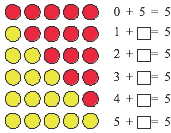 0 + 5 = 5
1 + □ = 5
2 + □ = 5
3 + □ = 5
4 + □ = 5
5 + □ = 5